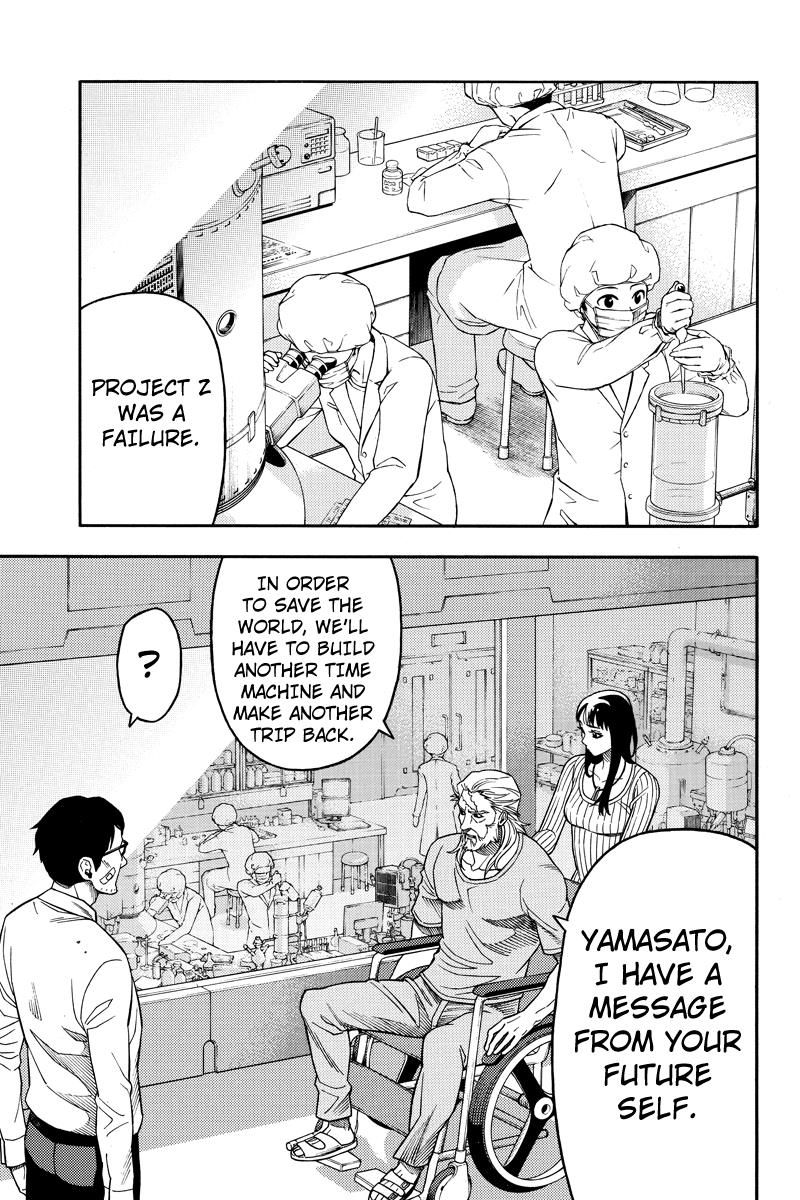 PROJECT Z
WAS A
FAILURE.
YAMASATO,
I HAVE A
MESSAGE
FROM YOUR
FUTURE
SELF.
IN ORDER
TO SAVE THE
WORLD, WE'LL
HAVE TO BUILD
ANOTHER TIME
MACHINE AND
MAKE ANOTHER
TRIP BACK.
?